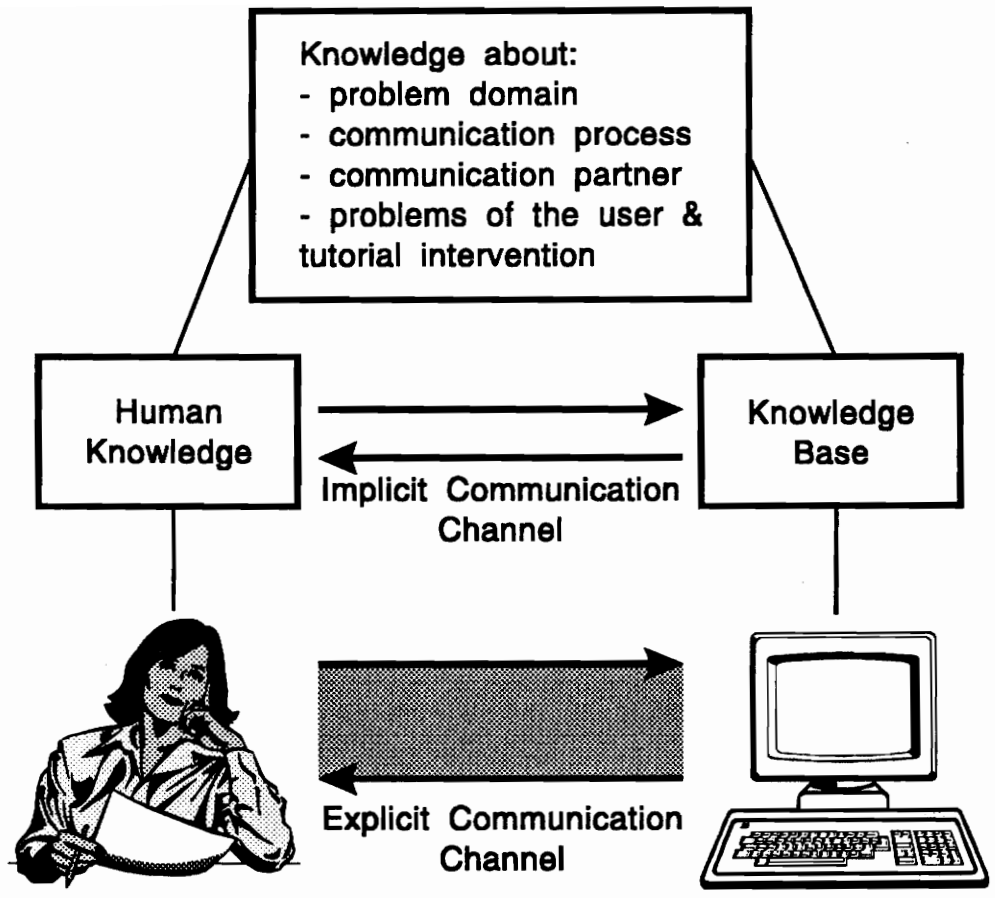 Knowledge about:
- problem domain
- communication process
- communication partner
- problems of the user &
tutorial intervention
Human
Knowledge
Knowledge
Base
Implicit Communication
Channel
Explicit Communication
Channel